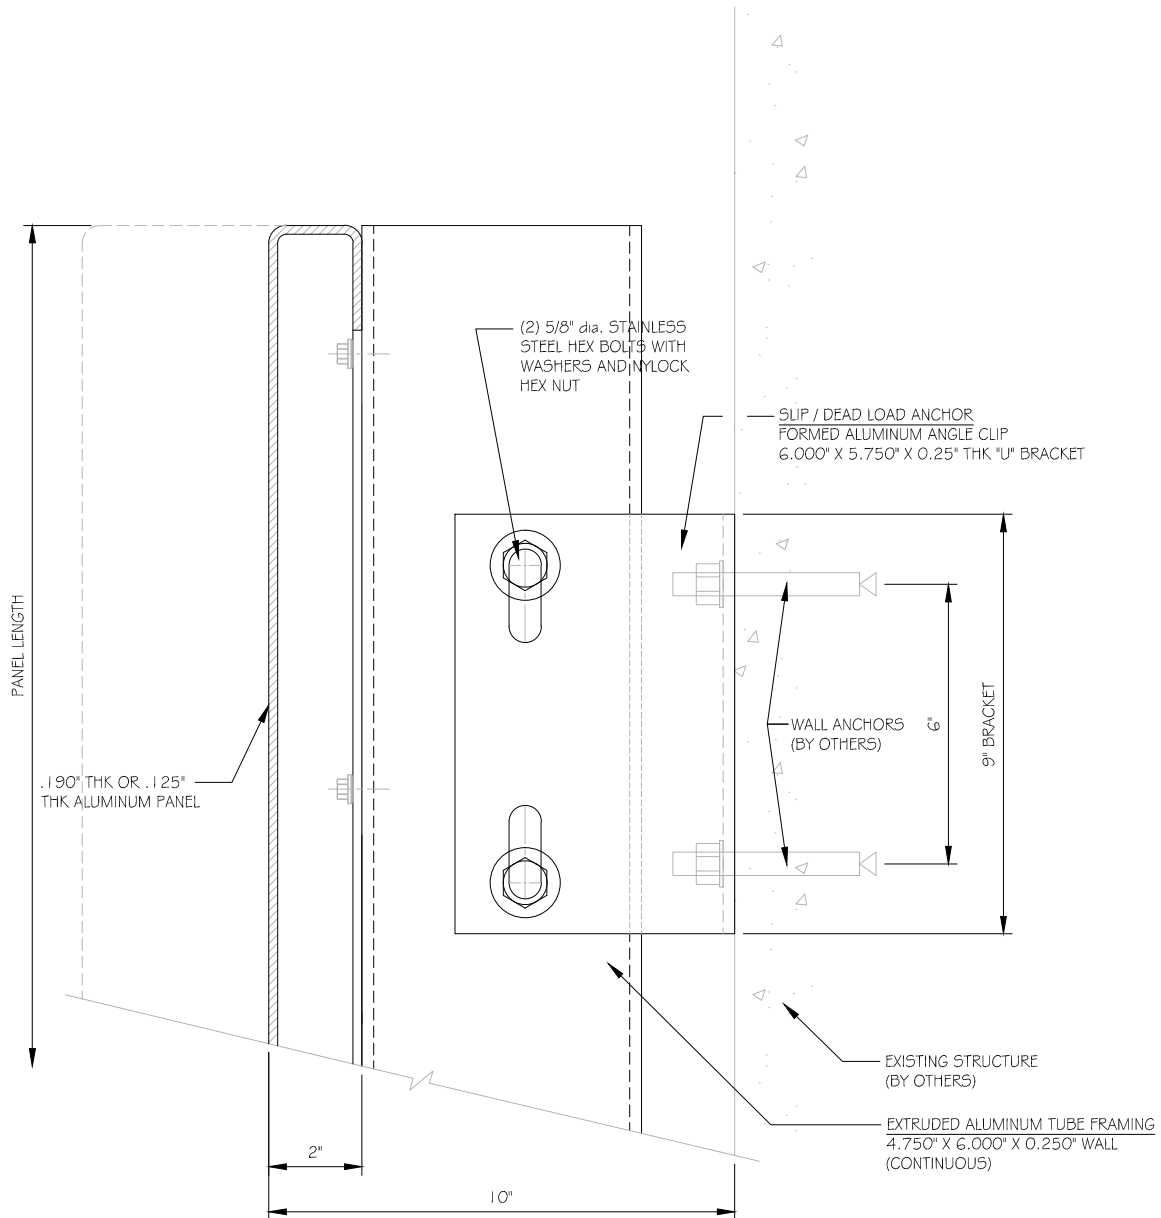 (2) 5/8" dia. STAINLESS
STEEL HEX BOLTS WITH
WASHERS AND NYLOCK
HEX NUT
SLIP / DEAD LOAD ANCHOR
FORMED ALUMINUM ANGLE CLIP
6.000" X 5.750" X 0.25" THK "U" BRACKET
PANEL LENGTH
.190" THK OR .125"
THK ALUMINUM PANEL
WALL ANCHORS
(BY OTHERS)
6"
9" BRACKET
EXISTING STRUCTURE
(BY OTHERS)
EXTRUDED ALUMINUM TUBE FRAMING
4.750" X 6.000" X 0.250" WALL
(CONTINUOUS)
2"
10"